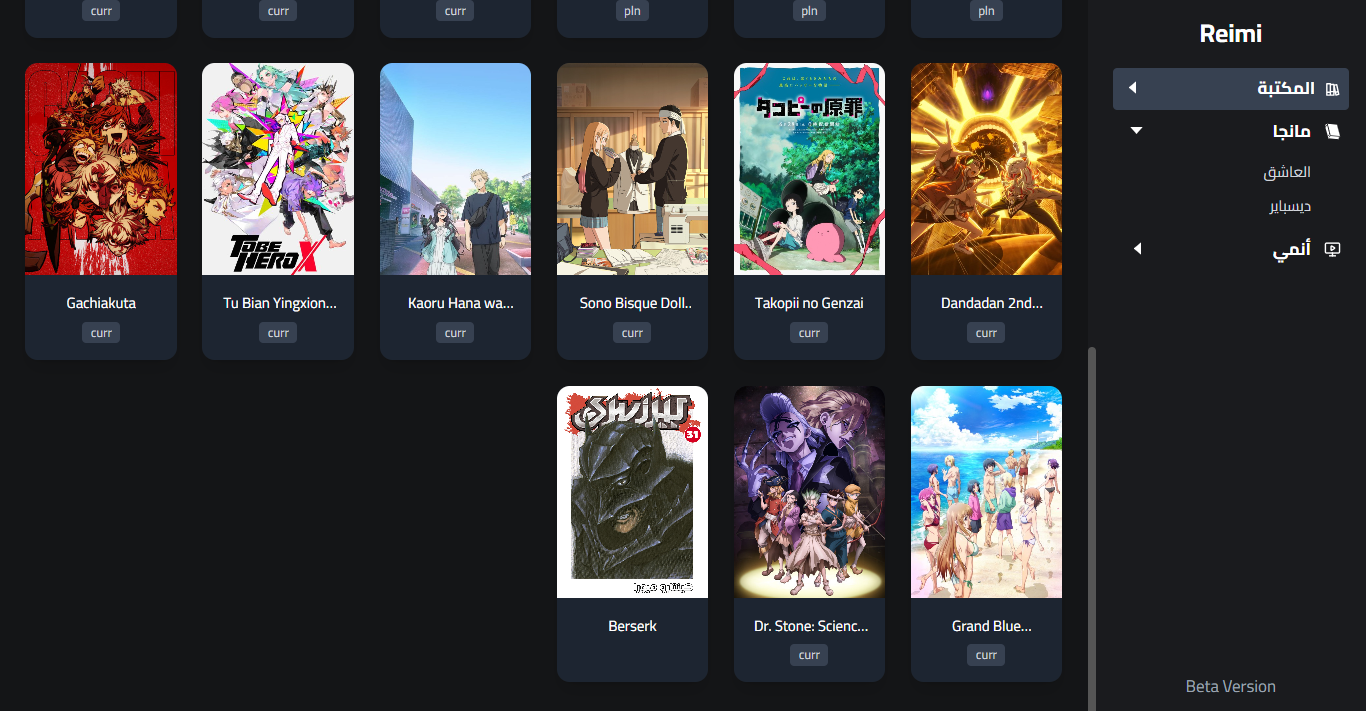 Reimi
المكتبة
مانجا
العاشق
ديسباير
أنمي
Beta Version
curr
curr
curr
pln
pln
pln
TO BE
HERO X
タコピーの原罪
Gachiakuta
Tu Bian Yingxion...
Kaoru Hana wa...
Sono Bisque Doll..
Takopii no Genzai
Dandadan 2nd...
curr
curr
curr
curr
curr
curr
31
Berserk
Dr. Stone: Scienc...
Grand Blue...
curr
curr